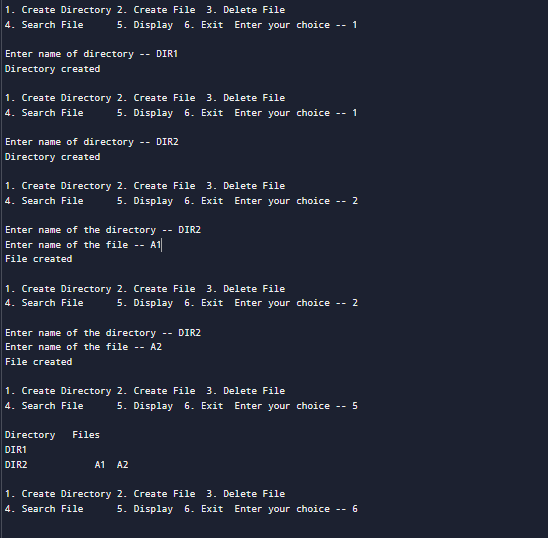 1. Create Directory 2. Create File  3. Delete File
4. Search File      5. Display  6. Exit  Enter your choice -- 1
Enter name of directory -- DIR1
Directory created
1. Create Directory 2. Create File  3. Delete File
4. Search File      5. Display  6. Exit  Enter your choice -- 1
Enter name of directory -- DIR2
Directory created
1. Create Directory 2. Create File  3. Delete File
4. Search File      5. Display  6. Exit  Enter your choice -- 2
Enter name of the directory -- DIR2
Enter name of the file -- A1
File created
1. Create Directory 2. Create File  3. Delete File
4. Search File      5. Display  6. Exit  Enter your choice -- 2
Enter name of the directory -- DIR2
Enter name of the file -- A2
File created
1. Create Directory 2. Create File  3. Delete File
4. Search File      5. Display  6. Exit  Enter your choice -- 5
Directory   Files
DIR1
DIR2            A1  A2
1. Create Directory 2. Create File  3. Delete File
4. Search File      5. Display  6. Exit  Enter your choice -- 6